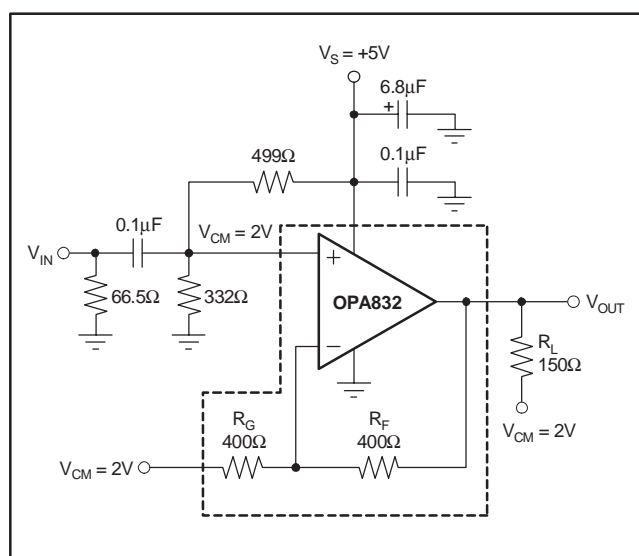 V_S = +5V
6.8μF
+
499Ω
0.1μF
0.1μF
V_CM = 2V
V_IN
+
66.5Ω
332Ω
OPA832
V_OUT
−
R_L
150Ω
R_G
400Ω
R_F
400Ω
V_CM = 2V
V_CM = 2V